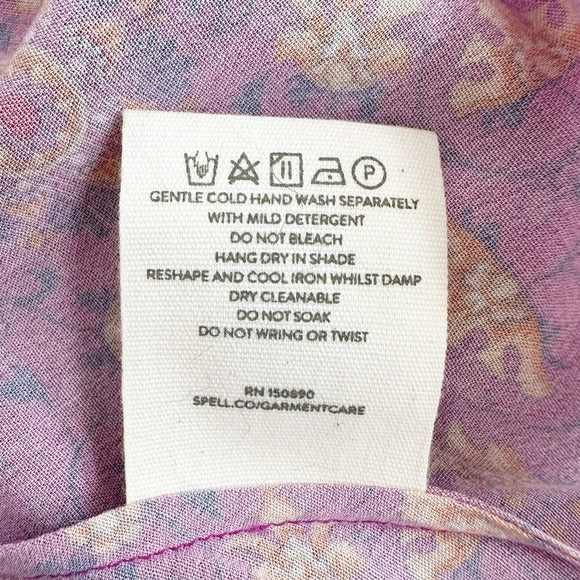 P
GENTLE COLD HAND WASH SEPARATELY
WITH MILD DETERGENT
DO NOT BLEACH
HANG DRY IN SHADE
RESHAPE AND COOL IRON WHILST DAMP
DRY CLEANABLE
DO NOT SOAK
DO NOT WRING OR TWIST
RN 150890
SPELL.CO/GARMENTCARE